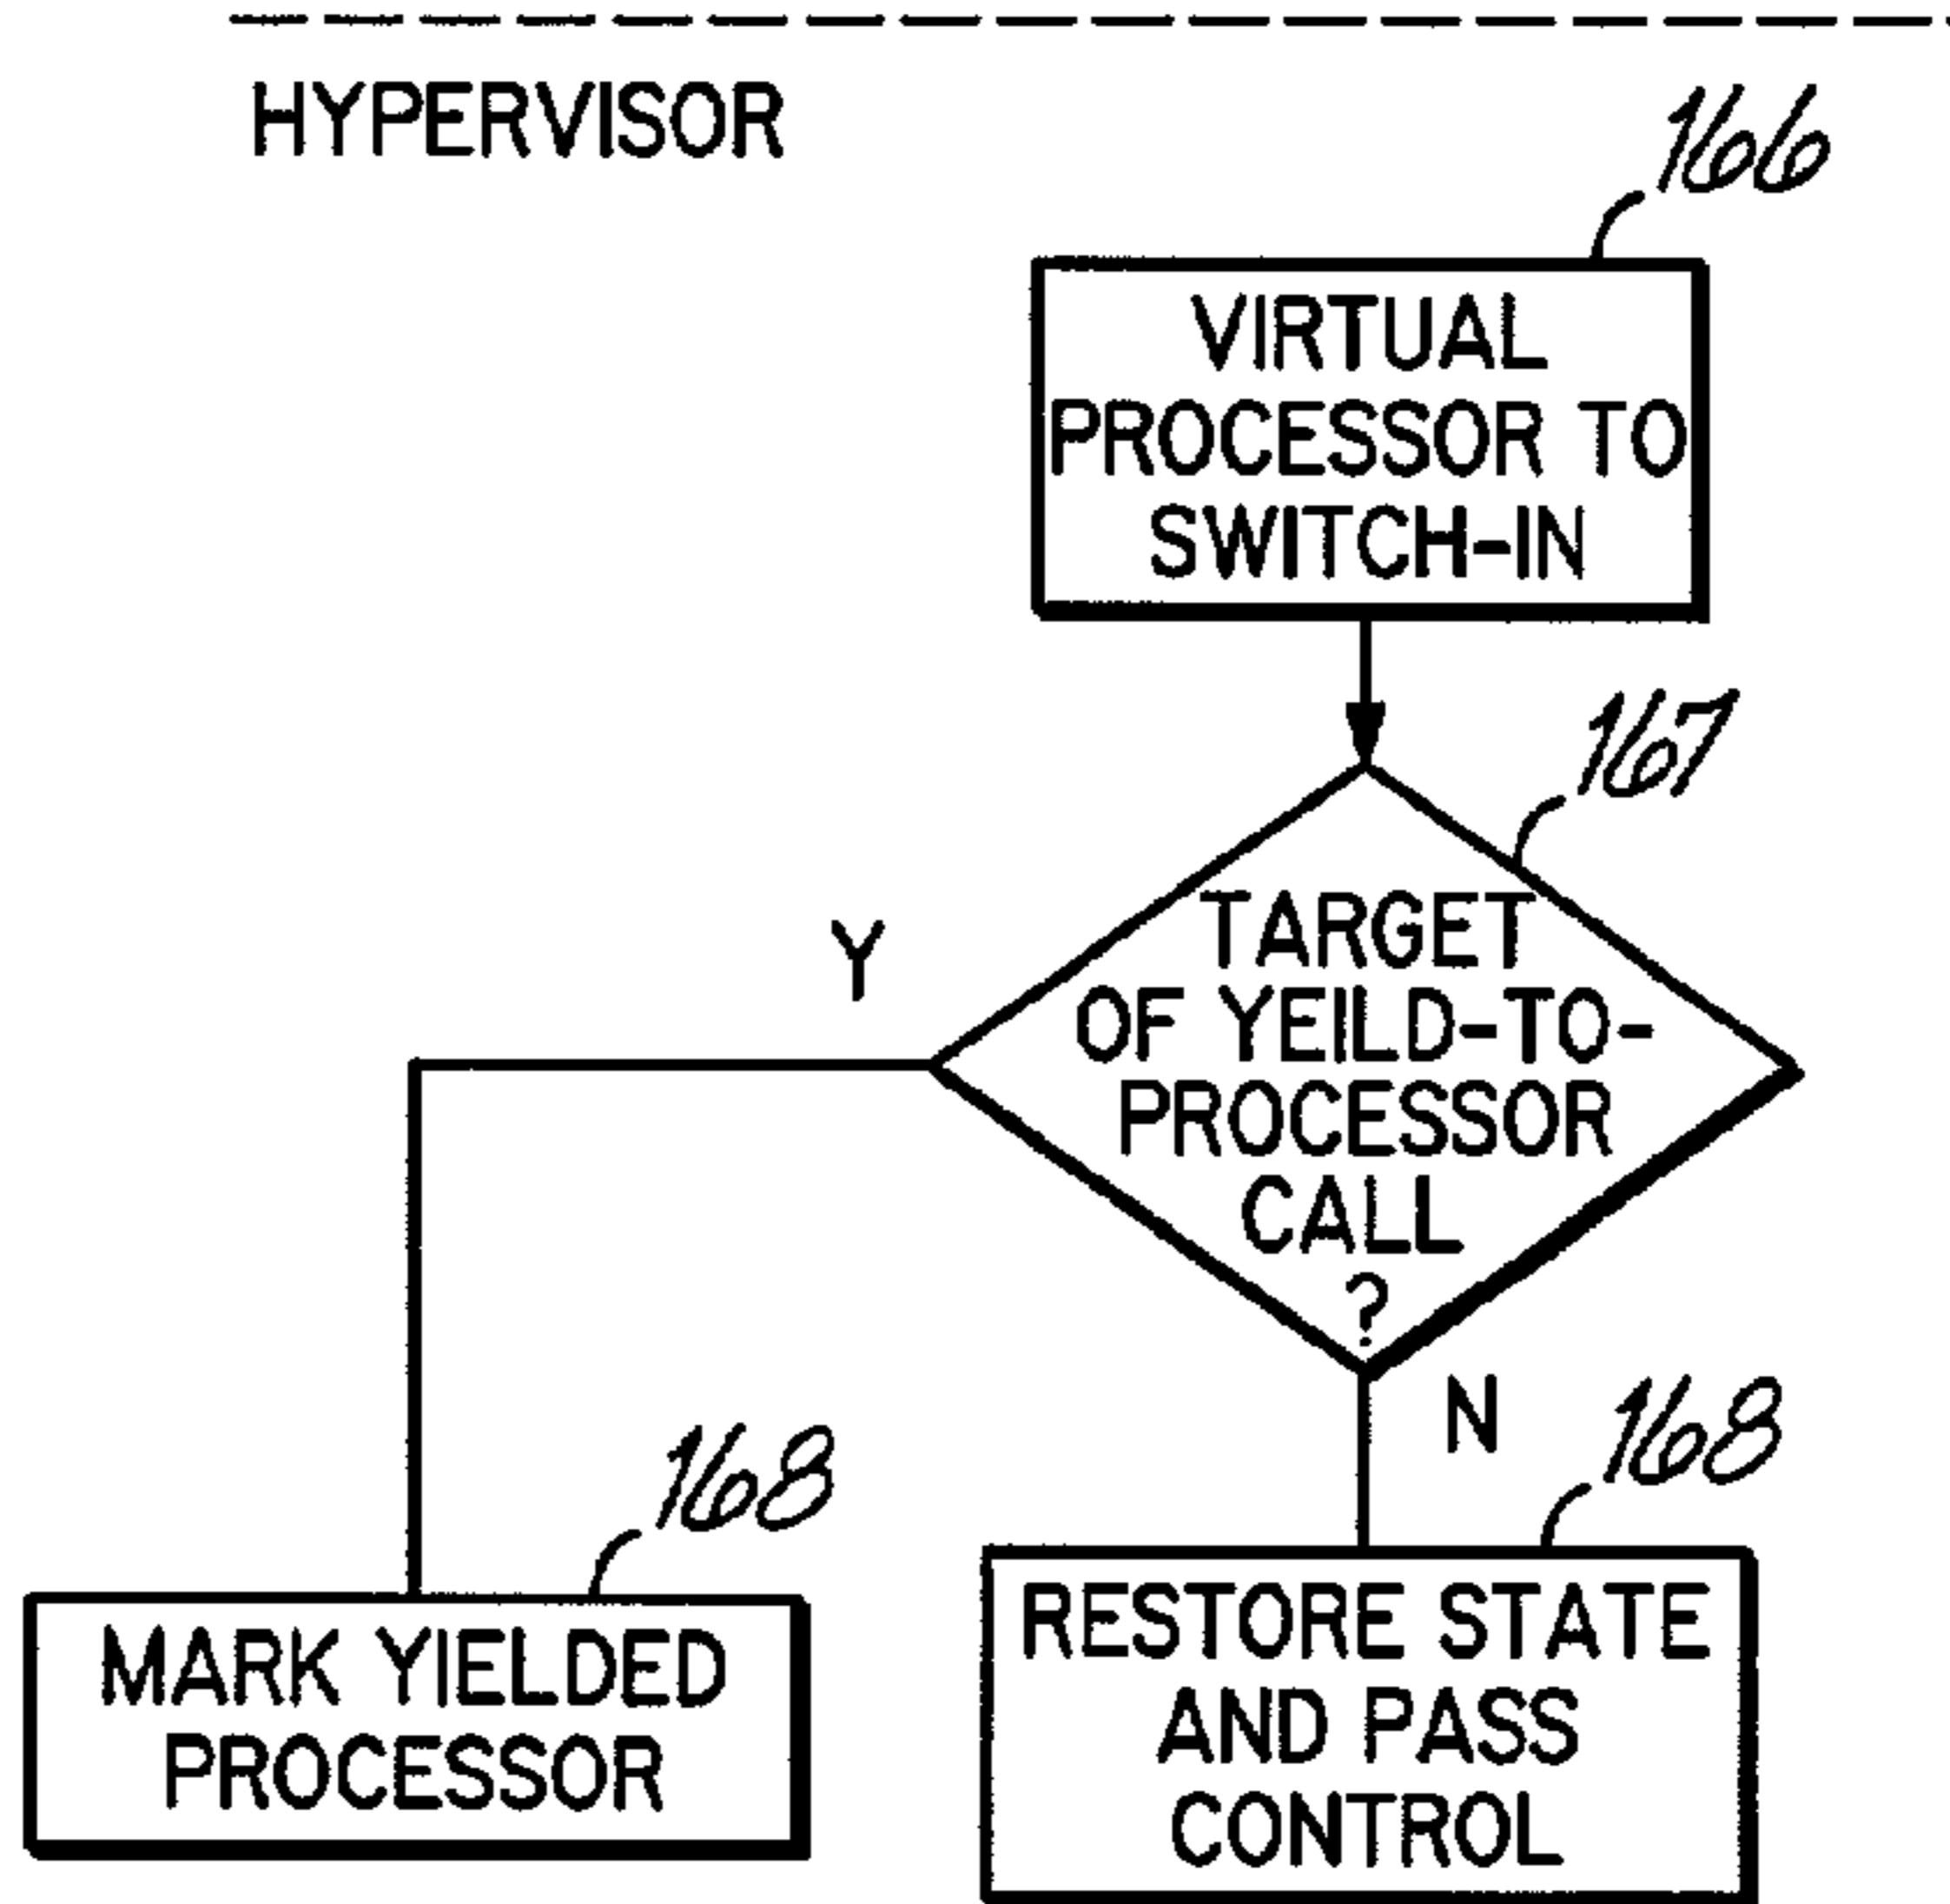 HYPERVISOR
166
VIRTUAL
PROCESSOR TO
SWITCH-IN
167
TARGET
OF YEILD-TO-
PROCESSOR
CALL
?
Y
N
168
MARK YIELDED
PROCESSOR
168
RESTORE STATE
AND PASS
CONTROL